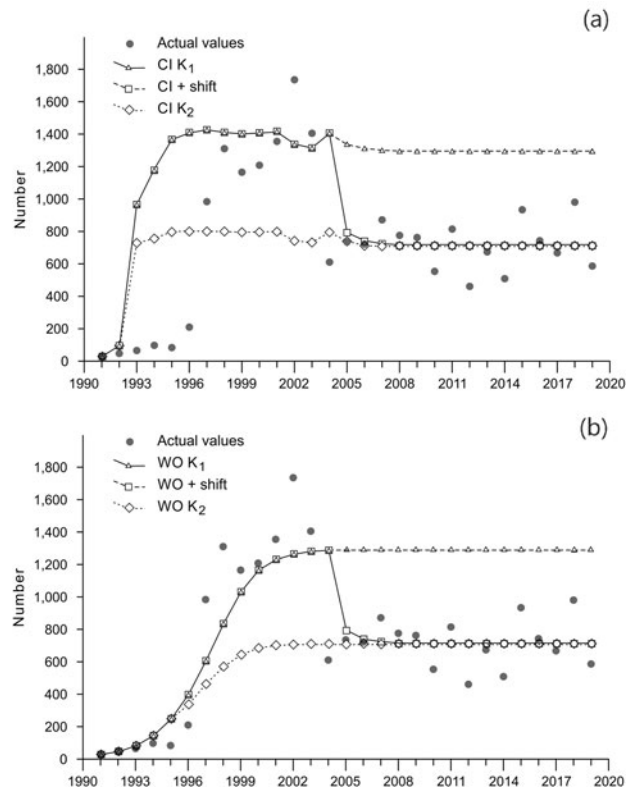 (a)
Actual values
CI K₁
CI + shift
CI K₂
1,800
1,600
1,400
1,200
1,000
800
600
400
200
0
Number
1990 1993 1996 1999 2002 2005 2008 2011 2014 2017 2020
(b)
Actual values
WO K₁
WO + shift
WO K₂
1,800
1,600
1,400
1,200
1,000
800
600
400
200
0
Number
1990 1993 1996 1999 2002 2005 2008 2011 2014 2017 2020